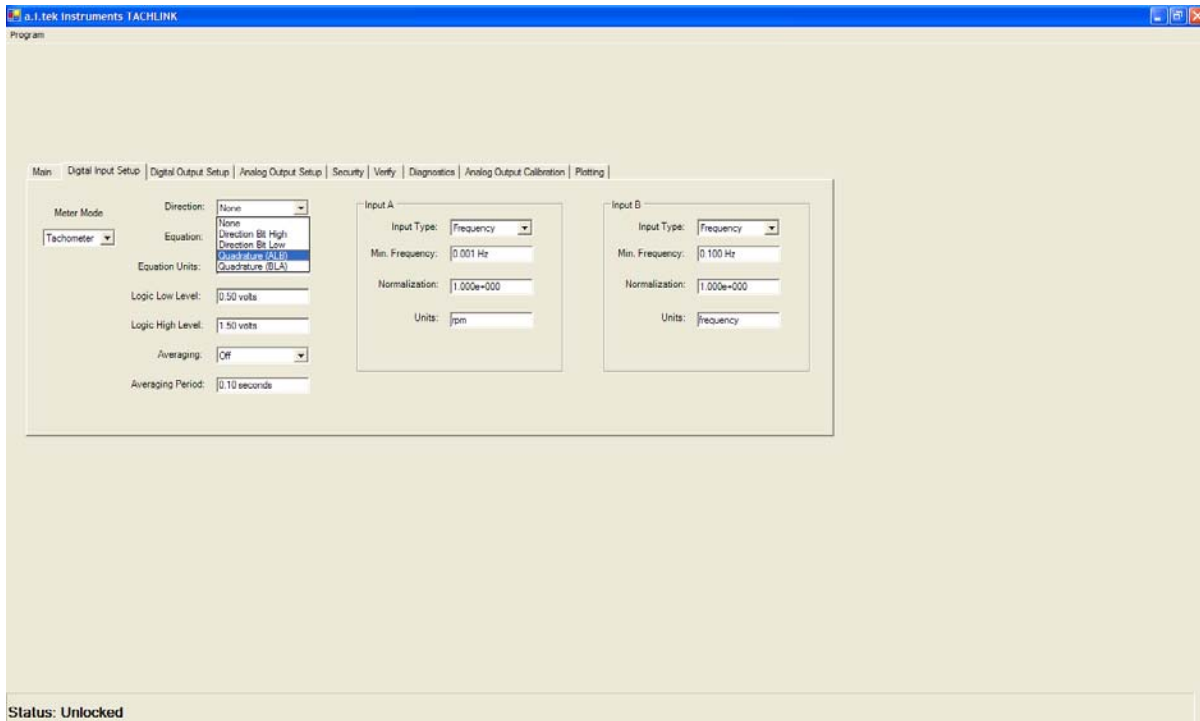 a.i.tek Instruments TACHLINK
Program
Main Digital Input Setup Digital Output Setup Analog Output Setup Security Verify Diagnostics Analog Output Calibration Plotting
Meter Mode
Tachometer
Direction: None
None
Direction Bit High
Direction Bit Low
Quadrature (ALB)
Quadrature (BLA)
Equation:
Equation Units:
Logic Low Level: 0.50 volts
Logic High Level: 1.50 volts
Averaging: Off
Averaging Period: 0.10 seconds
Input A
Input Type: Frequency
Min. Frequency: 0.001 Hz
Normalization: 1.000e+000
Units: rpm
Input B
Input Type: Frequency
Min. Frequency: 0.100 Hz
Normalization: 1.000e+000
Units: frequency
Status: Unlocked